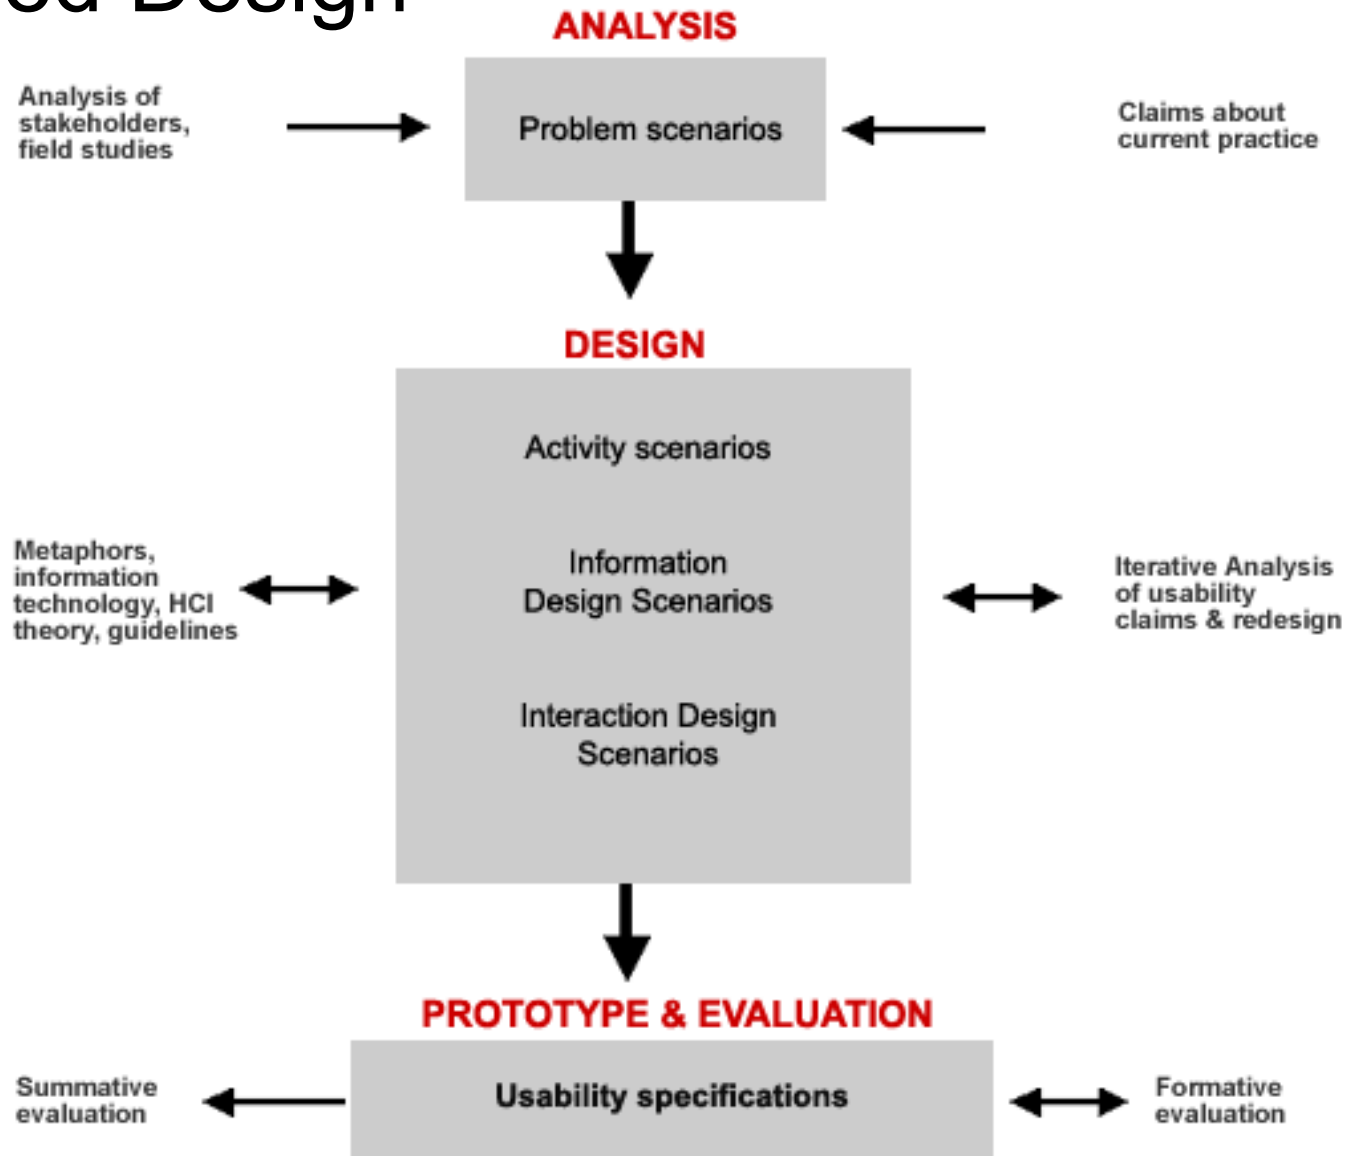 Design
ANALYSIS
Analysis of
stakeholders,
field studies
Problem scenarios
Claims about
current practice
DESIGN
Activity scenarios
Metaphors,
information
technology, HCI
theory, guidelines
Information
Design Scenarios
Iterative Analysis
of usability
claims & redesign
Interaction Design
Scenarios
PROTOTYPE & EVALUATION
Summative
evaluation
Usability specifications
Formative
evaluation